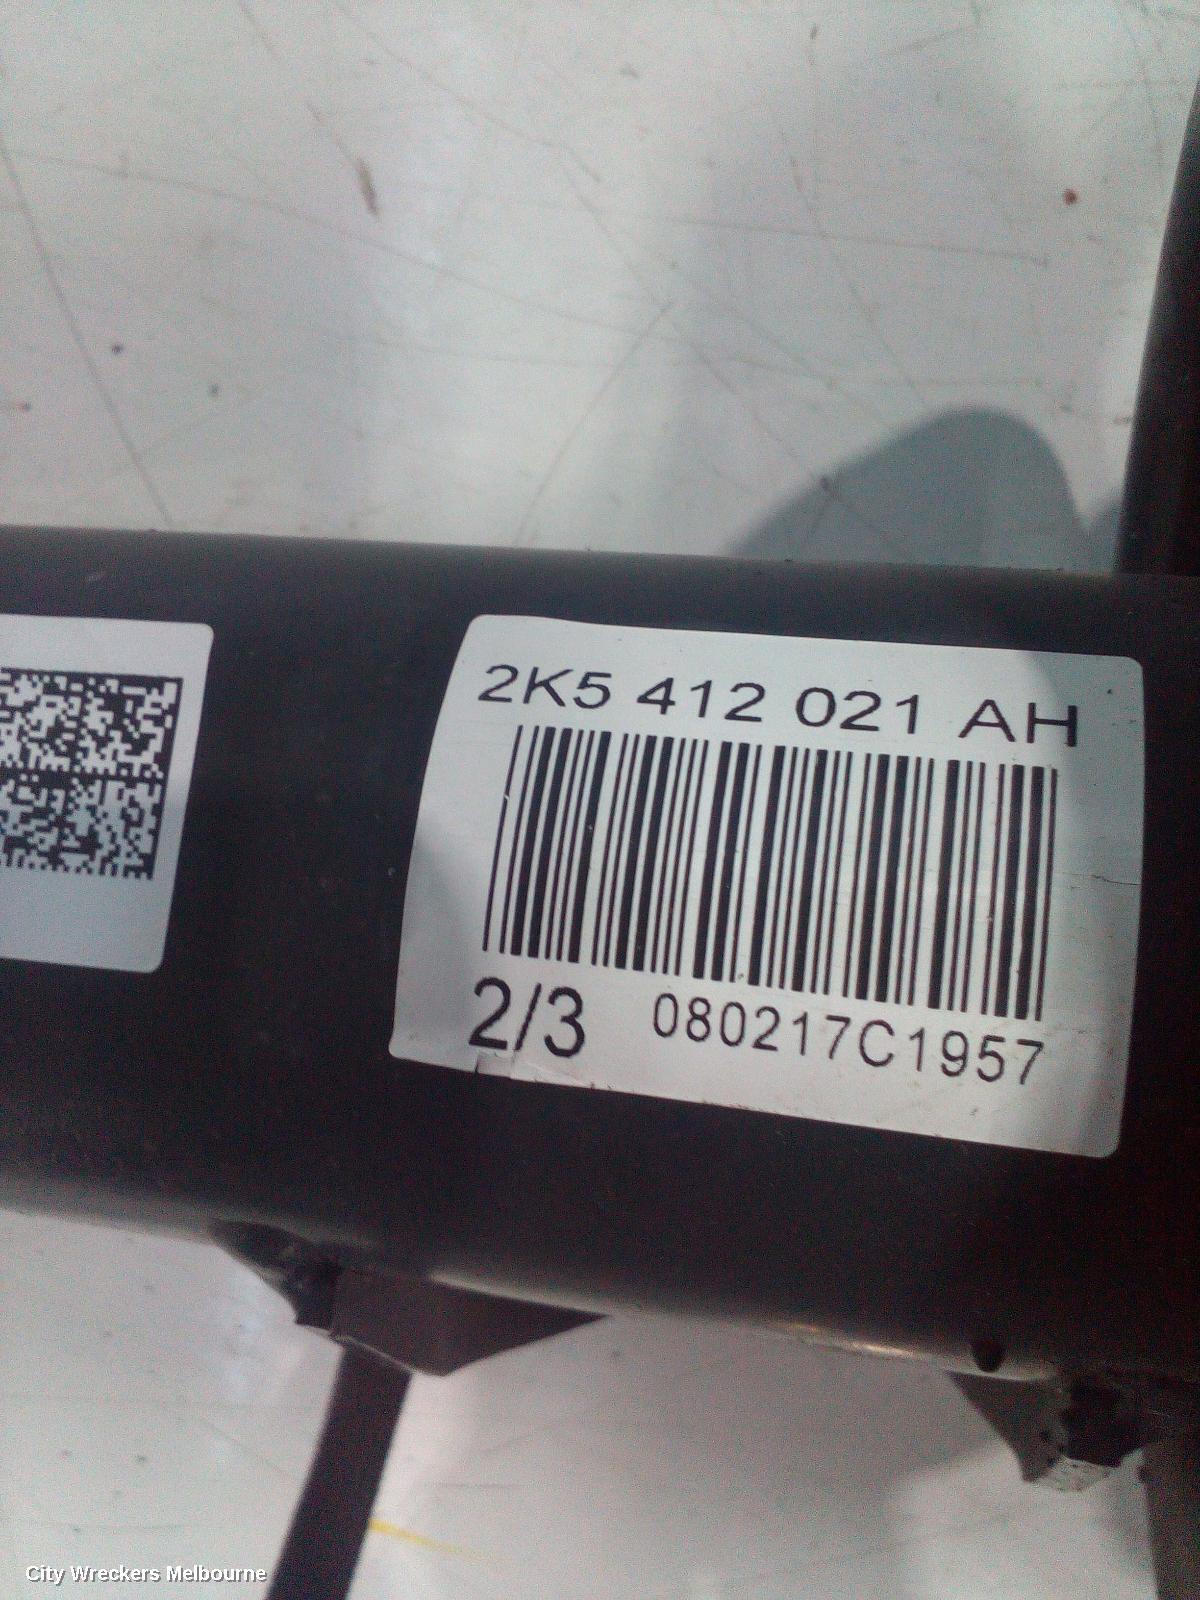 2K5 412 021 AH
2/3 080217C1957
City Wreckers Melbourne